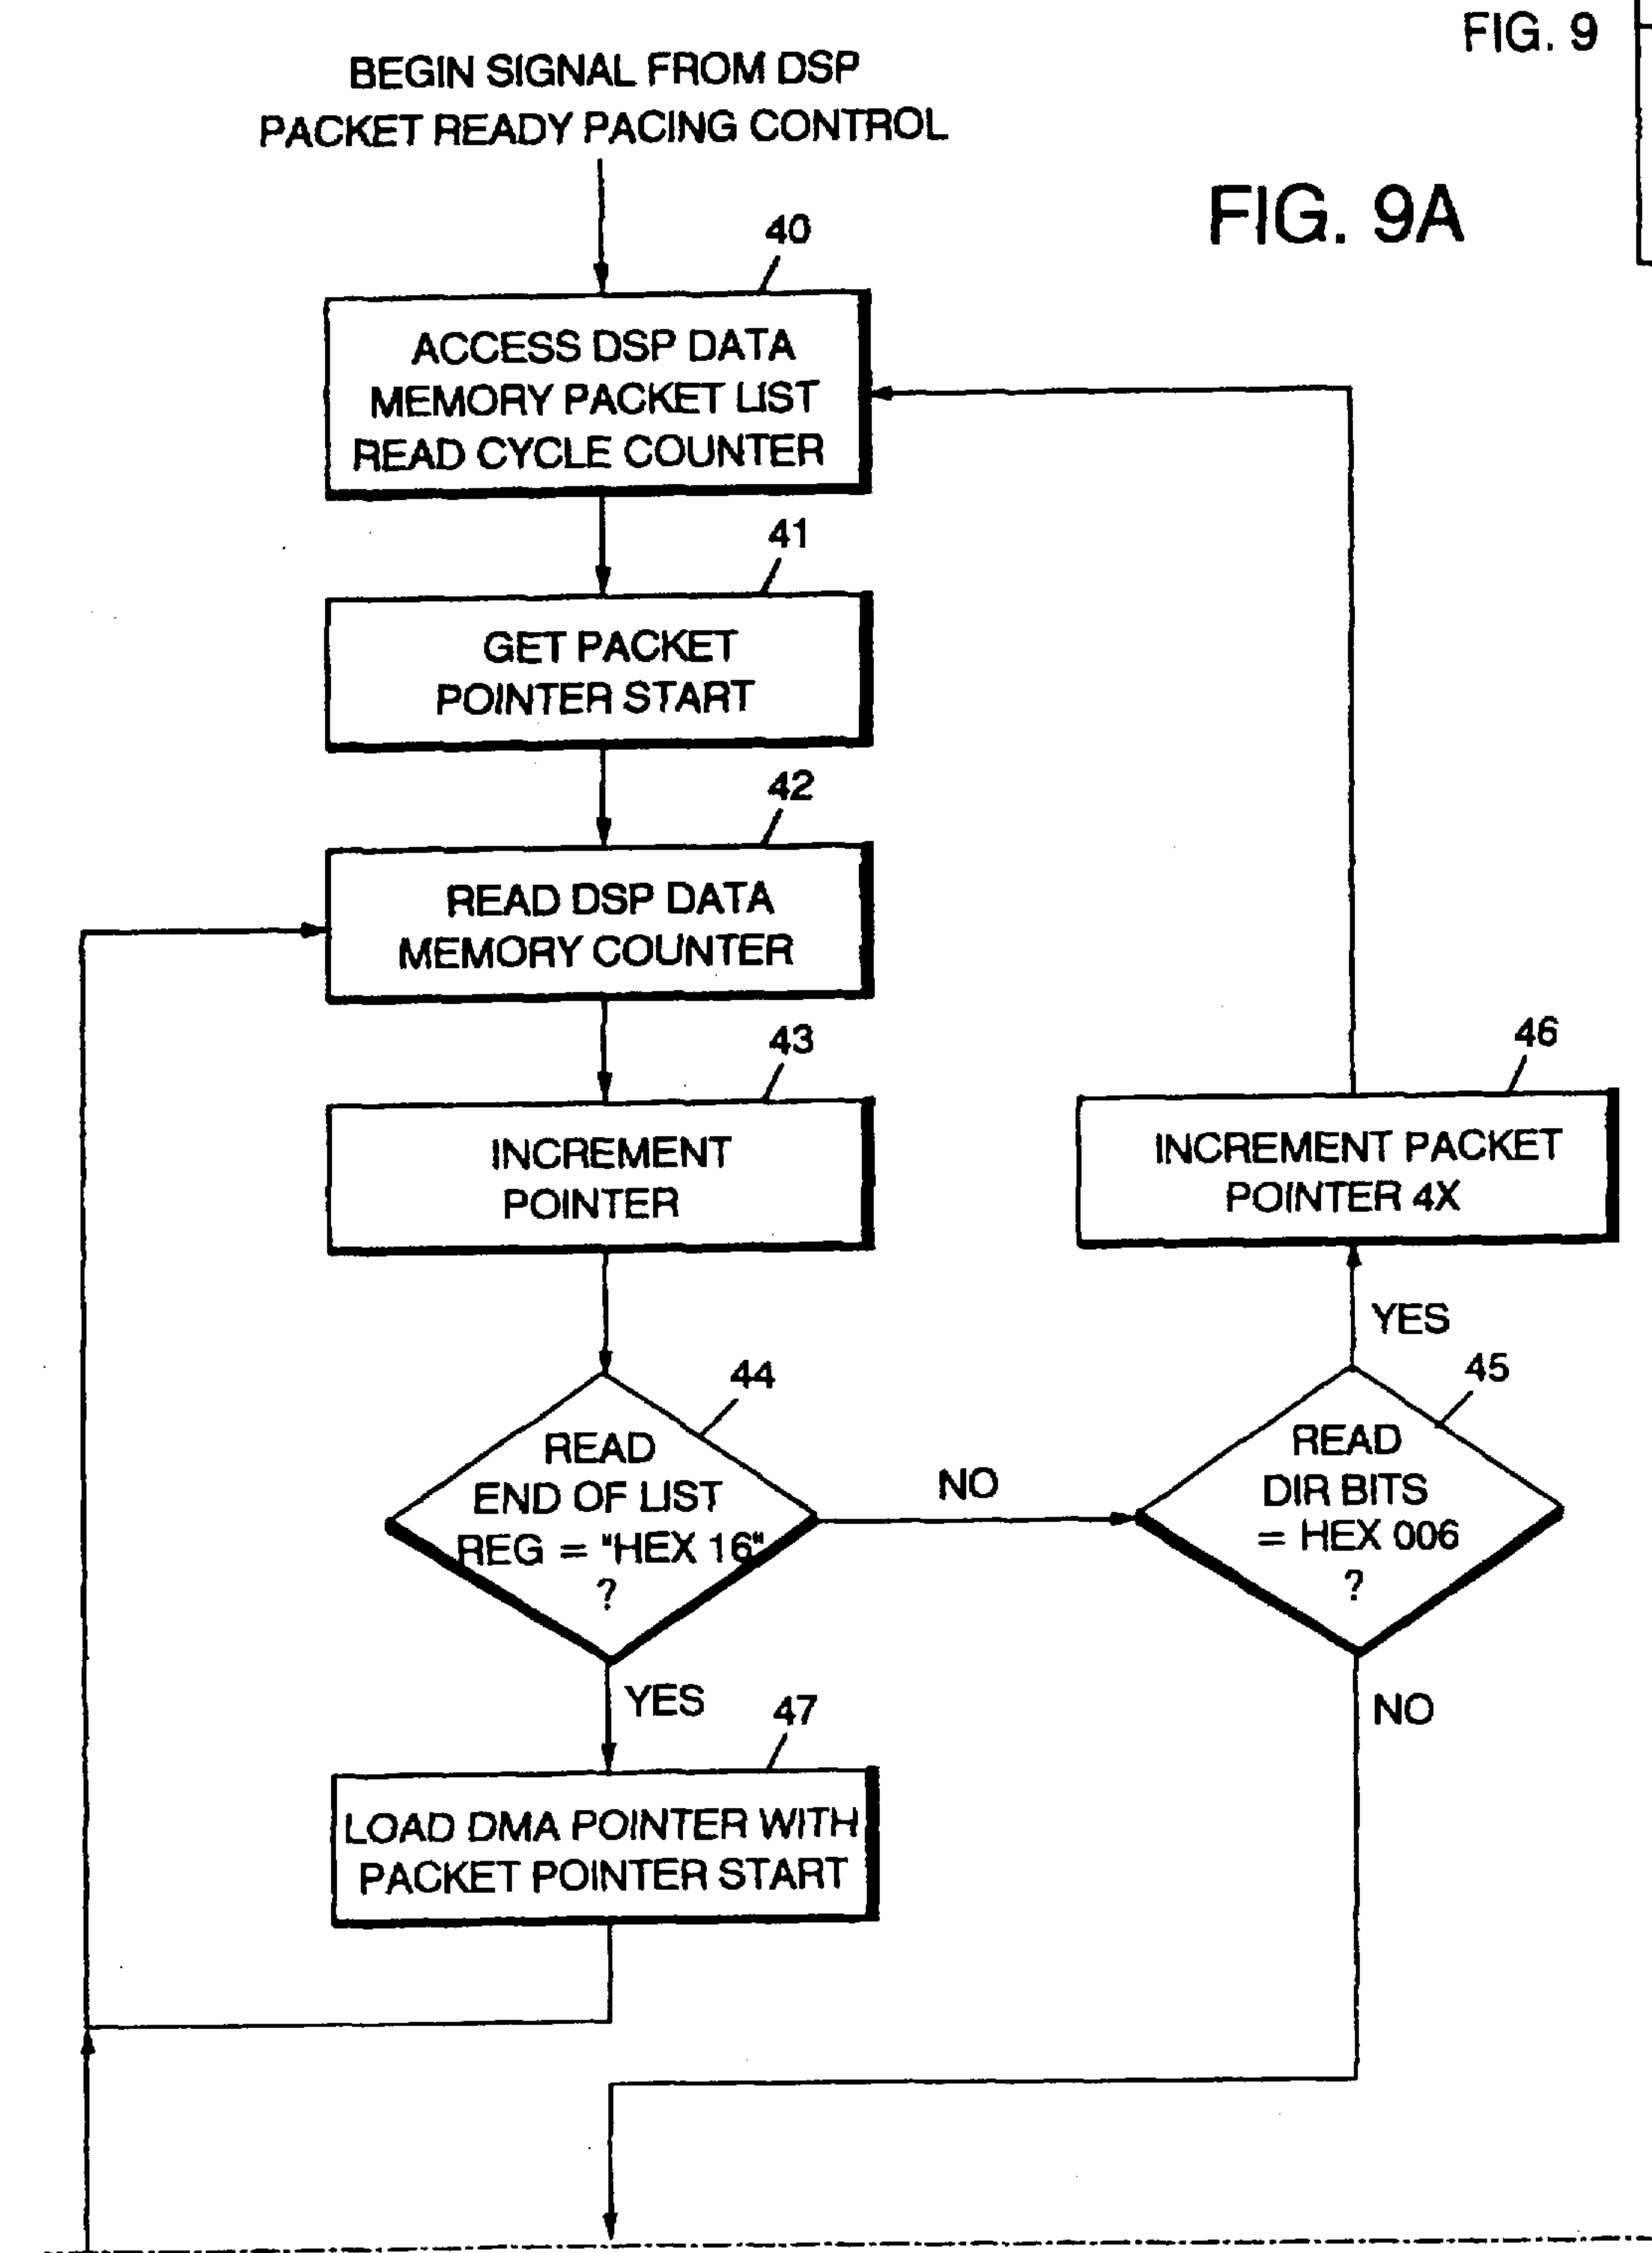 FIG. 9
BEGIN SIGNAL FROM DSP
PACKET READY PACING CONTROL
FIG. 9A
40
ACCESS DSP DATA
MEMORY PACKET LIST
READ CYCLE COUNTER
41
GET PACKET
POINTER START
42
READ DSP DATA
MEMORY COUNTER
43
INCREMENT
POINTER
46
INCREMENT PACKET
POINTER 4X
YES
44
READ
END OF LIST
REG = "HEX 16"
?
NO
45
READ
DIR BITS
= HEX 006
?
YES
NO
47
LOAD DMA POINTER WITH
PACKET POINTER START